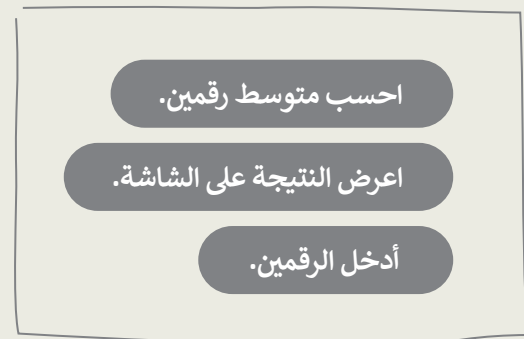 احسب متوسط رقمين.
اعرض النتيجة على الشاشة.
أدخل الرقمين.